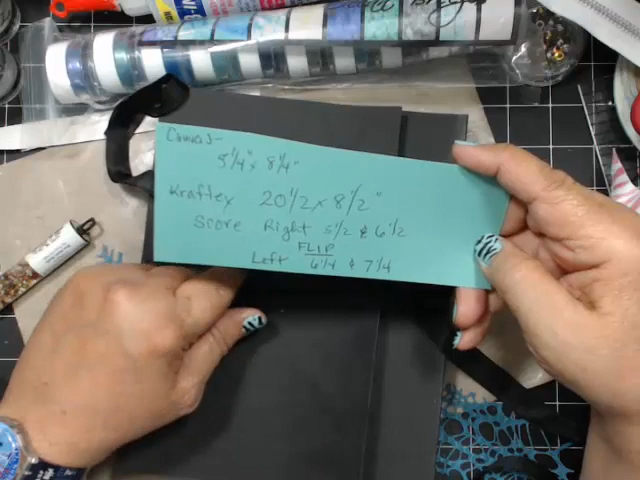 Canvas-
5 1/4" x 8 1/4"
Kraftex 20 1/2 x 8 1/2"
Score Right 5 1/2 & 6 1/2
FLIP
Left 6 1/4 & 7 1/4